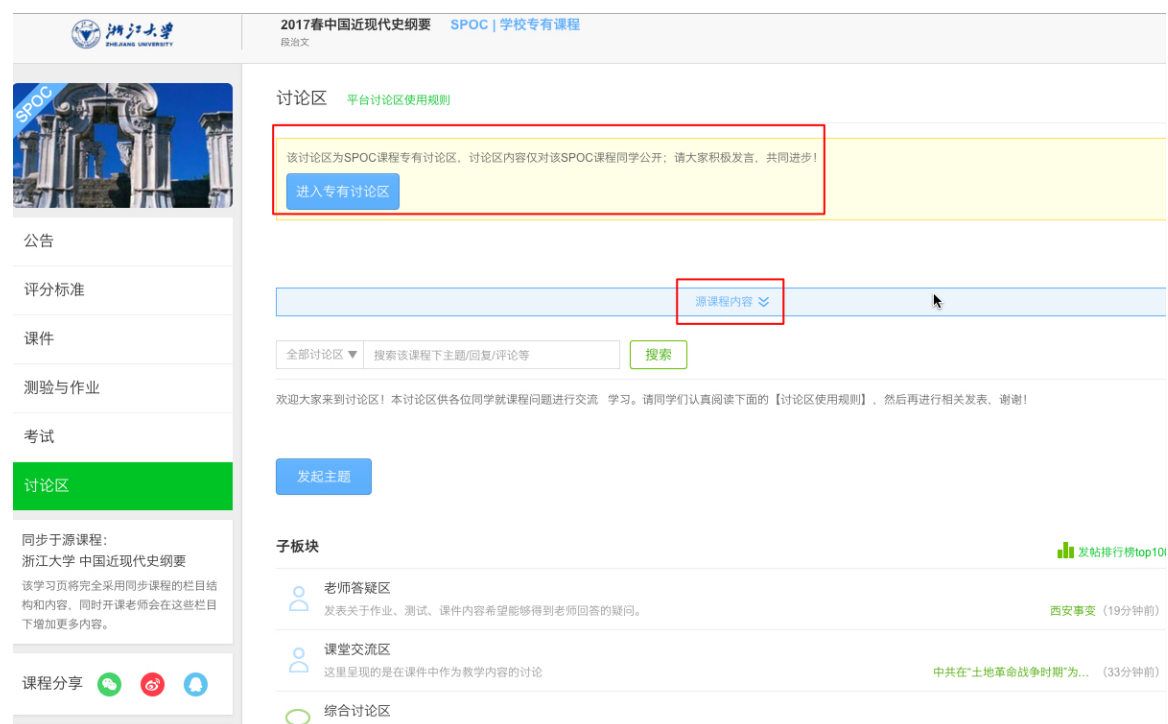 浙江大学
ZHEJIANG UNIVERSITY
2017春中国近现代史纲要 SPOC | 学校专有课程
段治文
SPOC
公告
评分标准
课件
测验与作业
考试
讨论区
同步于源课程：
浙江大学 中国近现代史纲要
该学习页将完全采用同步课程的栏目结
构和内容，同时开课老师会在这些栏目
下增加更多内容。
课程分享
讨论区 平台讨论区使用规则
该讨论区为SPOC课程专有讨论区，讨论区内容仅对该SPOC课程同学公开；请大家积极发言，共同进步！
进入专有讨论区
源课程内容
全部讨论区 搜索该课程下主题/回复/评论等 搜索
欢迎大家来到讨论区！本讨论区供各位同学就课程问题进行交流 学习。请同学们认真阅读下面的【讨论区使用规则】，然后再进行相关发表，谢谢！
发起主题
子板块 发帖排行榜top100
老师答疑区
发表关于作业、测试、课件内容希望能够得到老师回答的疑问。 西安事变（19分钟前）
课堂交流区
这里呈现的是在课件中作为教学内容的讨论 中共在“土地革命战争时期”为... （33分钟前）
综合讨论区